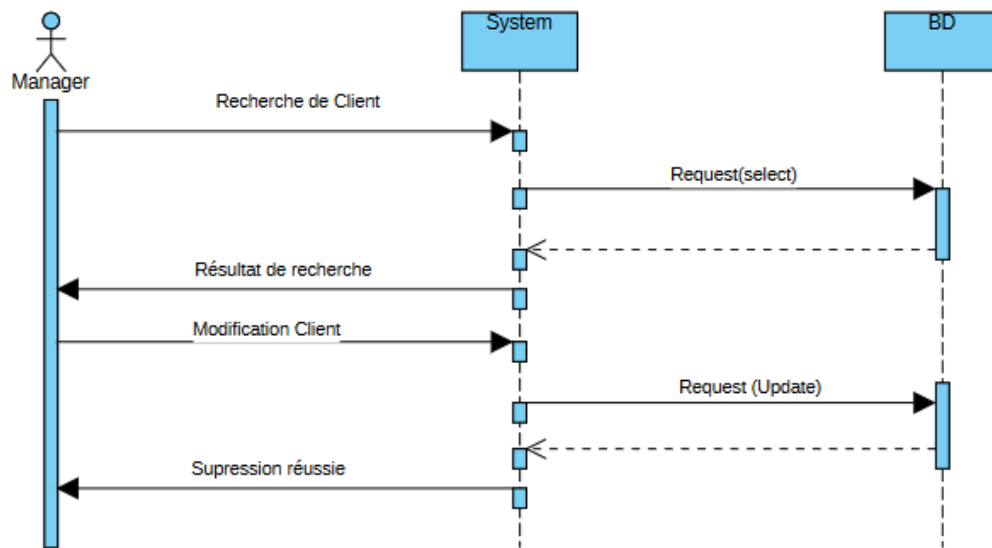 System
BD
Manager
Recherche de Client
Request(select)
Résultat de recherche
Modification Client
Request (Update)
Supression réussie